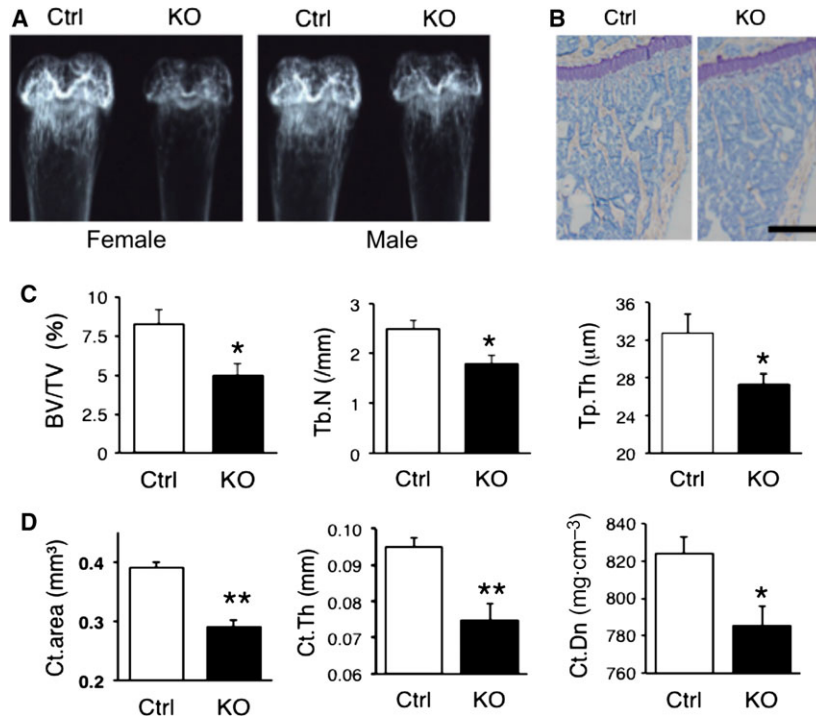 A Ctrl KO Ctrl KO
Female Male
B Ctrl KO
C
BV/TV (%)
10
7.5
5
2.5
0
*
Ctrl KO
Tb.N (/mm)
3
2
1
0
*
Ctrl KO
Tp.Th (μm)
36
32
28
24
20
*
Ctrl KO
D
Ct.area (mm³)
0.4
0.3
0.2
**
Ctrl KO
Ct.Th (mm)
0.10
0.09
0.08
0.07
0.06
**
Ctrl KO
Ct.Dn (mg·cm⁻³)
840
820
800
780
760
*
Ctrl KO